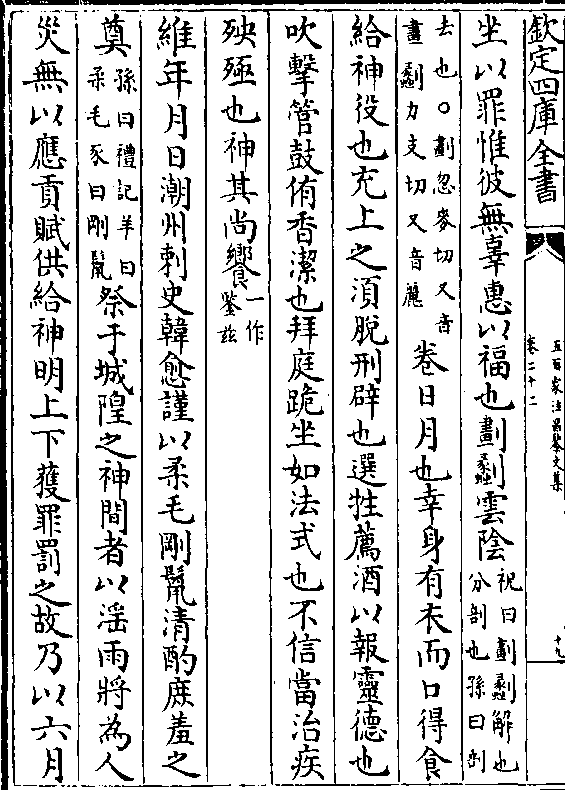 欽定四庫全書
五百家注昌黎文集
卷二十二
十九
坐以罪惟彼無辜惠以福也劃劙雲陰祝曰劃劙解也
分剖也孫曰剖
去也○劃忽麥切又音
畫劙力支切又音麗
卷日月也幸身有衣而口得食
給神役也充上之須脫刑辟也選牲薦酒以報靈德也
吹擊管鼓侑香潔也拜庭跪坐如法式也不信當治疾
殃殛也神其尚饗一作
鑒兹
維年月日潮州刺史韓愈謹以柔毛剛鬛清酌庶羞之
奠孫曰禮記羊曰
柔毛豕曰剛鬛
祭于城隍之神間者以滛雨將為人
災無以應貢賦供給神明上下獲罪罰之故乃以六月